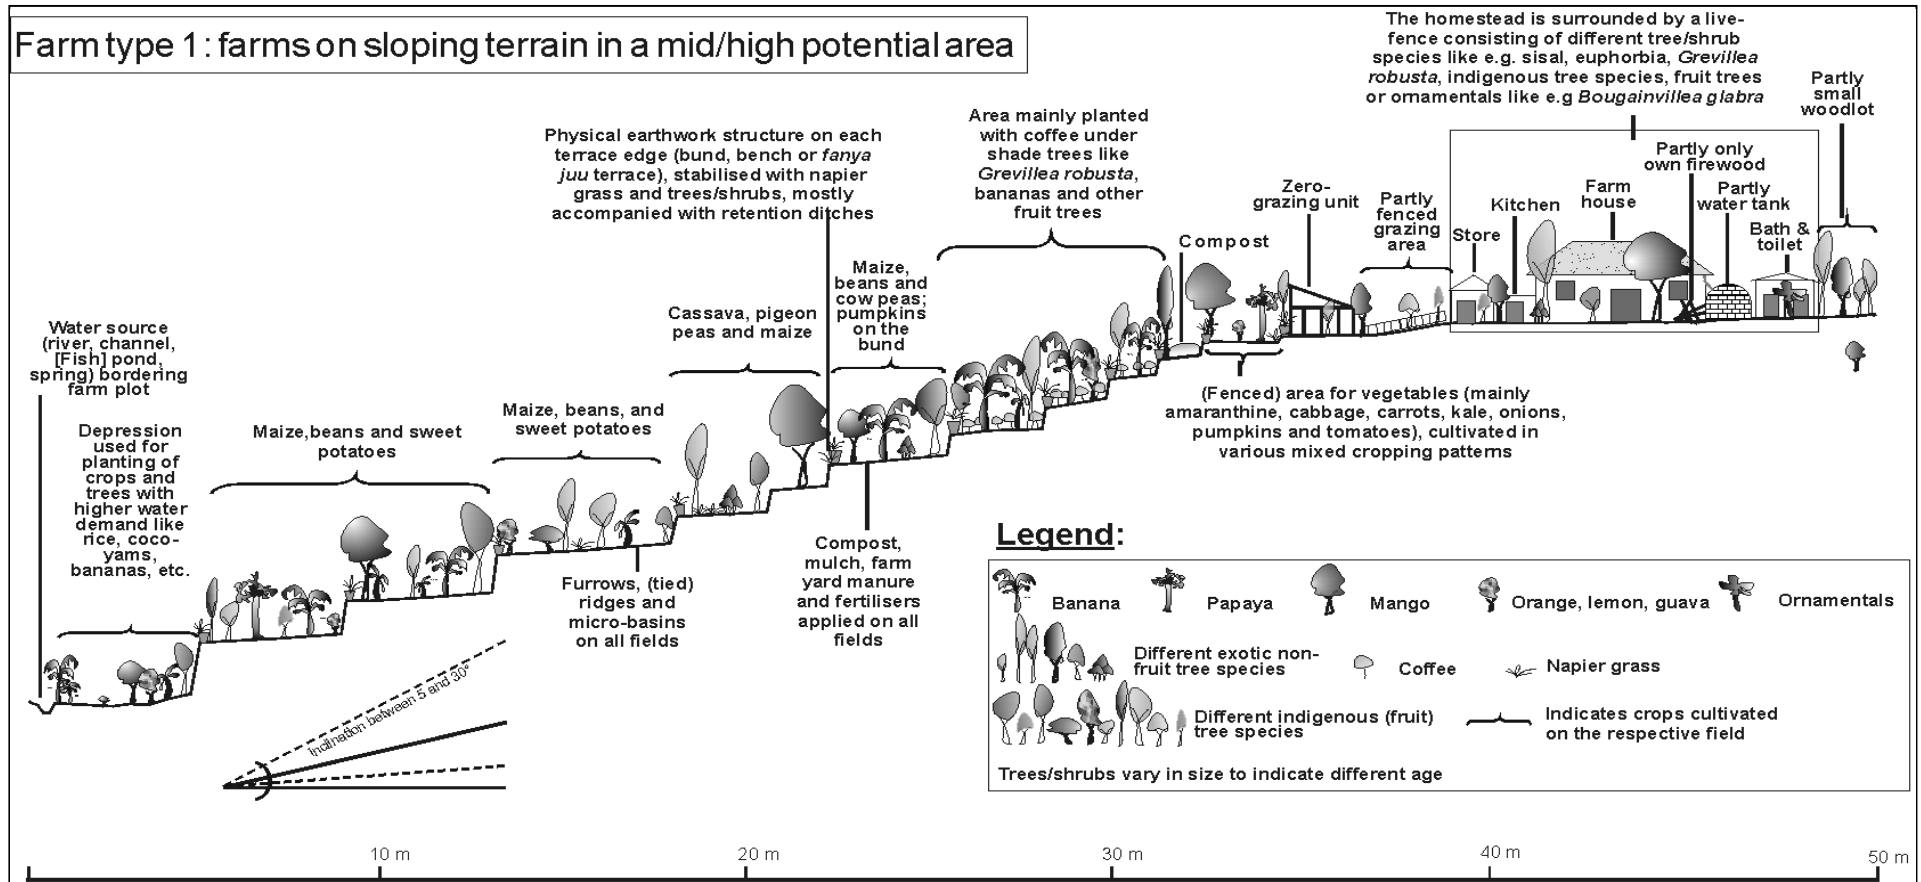 Farm type 1: farms on sloping terrain in a mid/high potential area
The homestead is surrounded by a live-
fence consisting of different tree/shrub
species like e.g. sisal, euphorbia, Grevillea
robusta, indigenous tree species, fruit trees
or ornamentals like e.g Bougainvillea glabra
Partly
small
woodlot
Physical earthwork structure on each
terrace edge (bund, bench or fanya
juu terrace), stabilised with napier
grass and trees/shrubs, mostly
accompanied with retention ditches
Area mainly planted
with coffee under
shade trees like
Grevillea robusta,
bananas and other
fruit trees
Compost
Zero-
grazing unit
Partly
fenced
grazing
area
Store
Kitchen
Farm
house
Partly only
own firewood
Partly
water tank
Bath &
toilet
Water source
(river, channel,
[Fish] pond,
spring) bordering
farm plot
Depression
used for
planting of
crops and
trees with
higher water
demand like
rice, coco-
yams,
bananas, etc.
Maize,beans and sweet
potatoes
Maize, beans, and
sweet potatoes
Cassava, pigeon
peas and maize
Maize,
beans and
cow peas;
pumpkins
on the
bund
(Fenced) area for vegetables (mainly
amaranthine, cabbage, carrots, kale, onions,
pumpkins and tomatoes), cultivated in
various mixed cropping patterns
Furrows, (tied)
ridges and
micro-basins
on all fields
Compost,
mulch, farm
yard manure
and fertilisers
applied on all
fields
Inclination between 5 and 30°
Legend:
Banana
Papaya
Mango
Orange, lemon, guava
Ornamentals
Different exotic non-
fruit tree species
Coffee
Napier grass
Different indigenous (fruit)
tree species
Indicates crops cultivated
on the respective field
Trees/shrubs vary in size to indicate different age
10 m
20 m
30 m
40 m
50 m